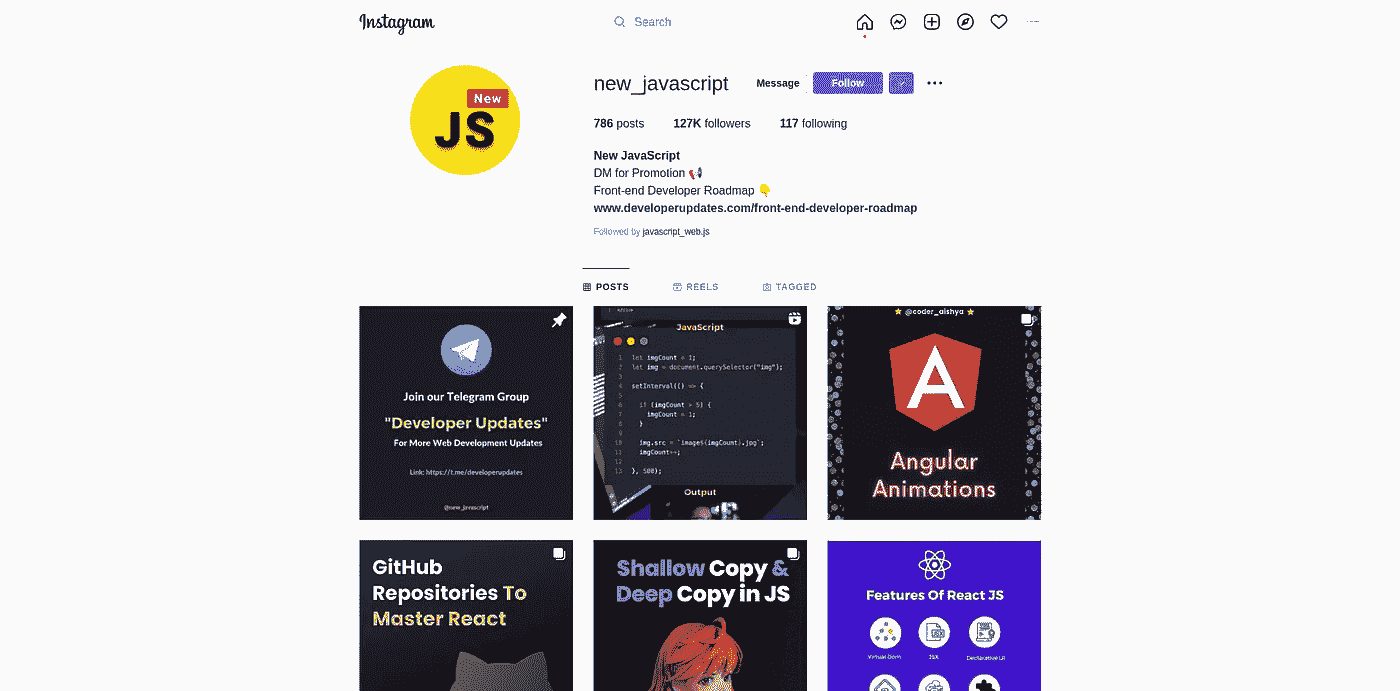 Instagram
Search
New
JS
new_javascript
Message
Follow
786 posts 127K followers 117 following
New JavaScript
DM for Promotion 📢
Front-end Developer Roadmap 👇
www.developerupdates.com/front-end-developer-roadmap
Followed by javascript_web.js
POSTS REELS TAGGED
Join our Telegram Group
"Developer Updates"
For More Web Development Updates
Link: https://t.me/developerupdates
@new_javascript
JavaScript
1 let imgCount = 1;
2 let img = document.querySelector("img");
3
4 setInterval(() => {
5
6 if (imgCount > 5) {
7 imgCount = 1;
8 }
9
10 img.src = `image${imgCount}.jpg`;
11 imgCount++;
12
13 }, 500);
Output
⭐ @coder_aishya ⭐
A
Angular
Animations
GitHub
Repositories To
Master React
Shallow Copy &
Deep Copy in JS
Features Of React JS
Virtual Dom
JSX
Declarative UI